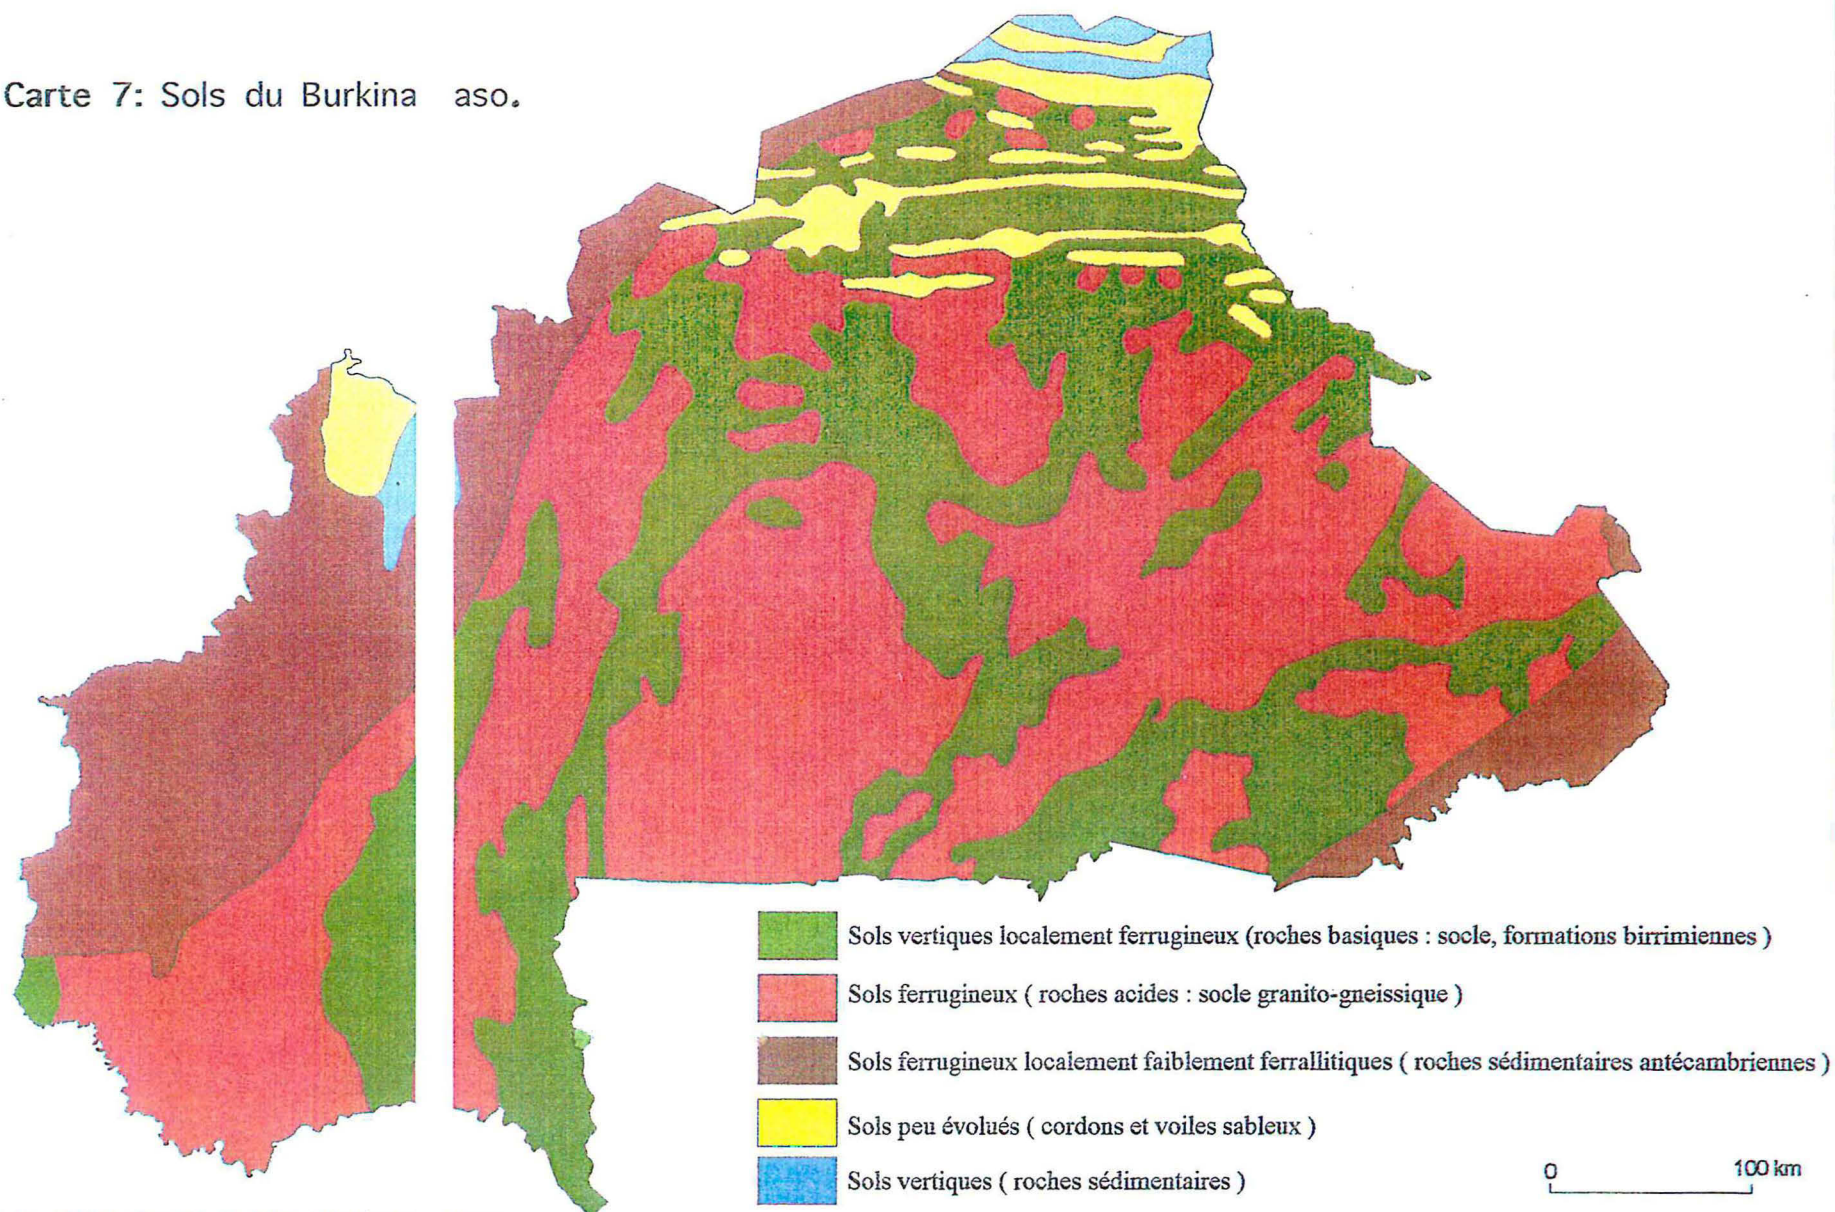 Carte 7: Sols du Burkina aso.
Sols vertiques localement ferrugineux (roches basiques : socle, formations birrimiennes )
Sols ferrugineux ( roches acides : socle granito-gneissique )
Sols ferrugineux localement faiblement ferrallitiques ( roches sédimentaires antécambriennes )
Sols peu évolués ( cordons et voiles sableux )
Sols vertiques ( roches sédimentaires )
0 100 km